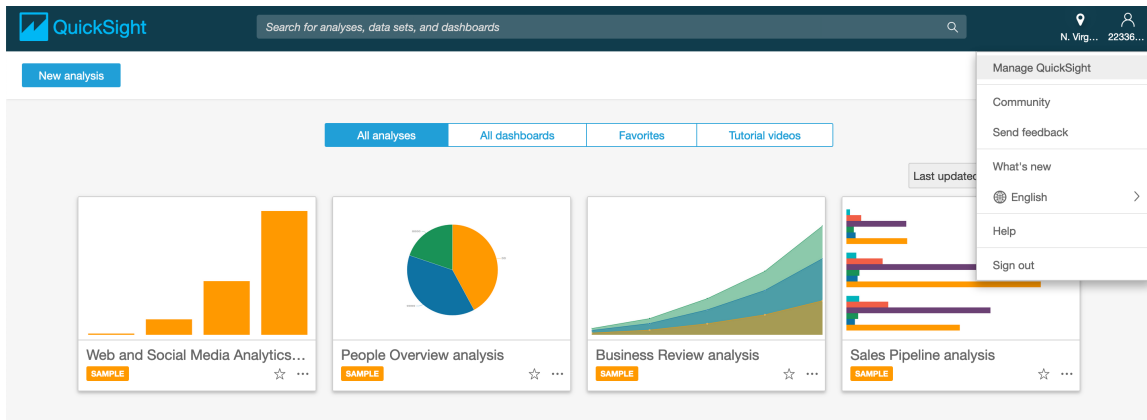 QuickSight
Search for analyses, data sets, and dashboards
N. Virg...
22336...
New analysis
Manage QuickSight
Community
Send feedback
What's new
English
Help
Sign out
All analyses
All dashboards
Favorites
Tutorial videos
Last updated
Web and Social Media Analytics...
SAMPLE
People Overview analysis
SAMPLE
Business Review analysis
SAMPLE
Sales Pipeline analysis
SAMPLE